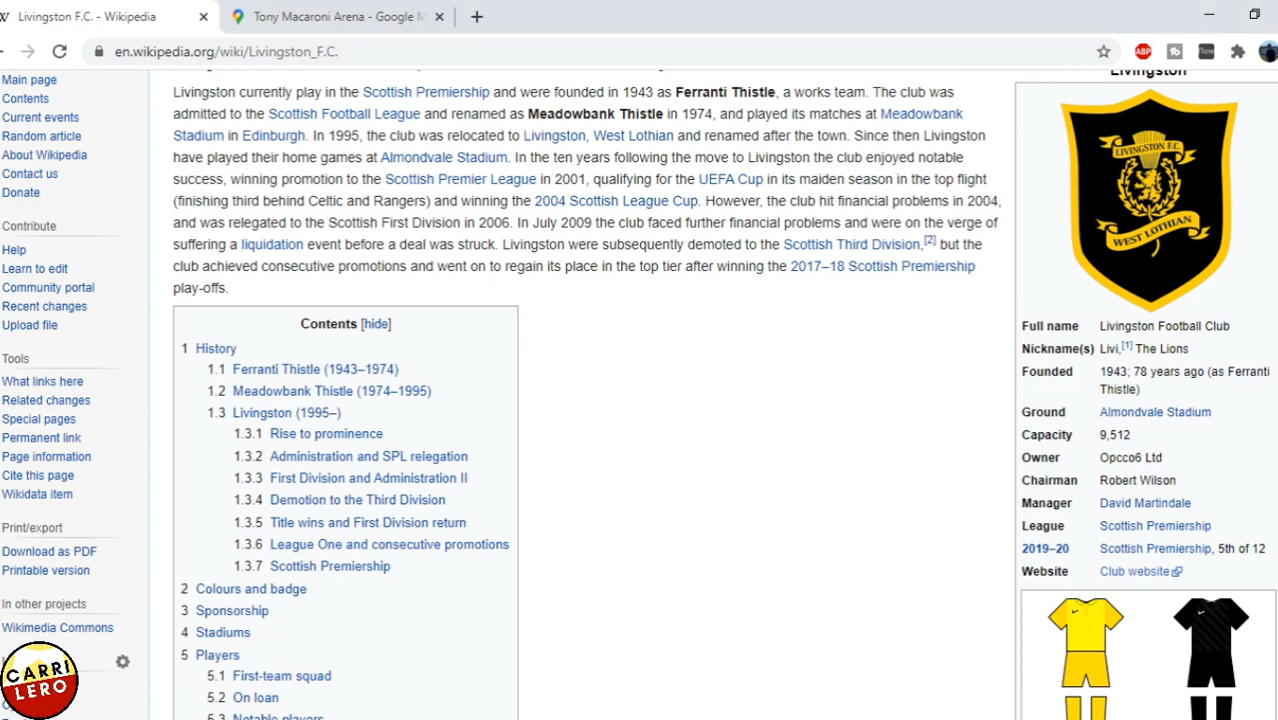 Livingston F.C. - Wikipedia
Tony Macaroni Arena - Google M
en.wikipedia.org/wiki/Livingston_F.C.
ABP
Main page
Contents
Current events
Random article
About Wikipedia
Contact us
Donate
Contribute
Help
Learn to edit
Community portal
Recent changes
Upload file
Tools
What links here
Related changes
Special pages
Permanent link
Page information
Cite this page
Wikidata item
Print/export
Download as PDF
Printable version
In other projects
Wikimedia Commons
CARRI
LERO
Livingston currently play in the Scottish Premiership and were founded in 1943 as Ferranti Thistle, a works team. The club was
admitted to the Scottish Football League and renamed as Meadowbank Thistle in 1974, and played its matches at Meadowbank
Stadium in Edinburgh. In 1995, the club was relocated to Livingston, West Lothian and renamed after the town. Since then Livingston
have played their home games at Almondvale Stadium. In the ten years following the move to Livingston the club enjoyed notable
success, winning promotion to the Scottish Premier League in 2001, qualifying for the UEFA Cup in its maiden season in the top flight
(finishing third behind Celtic and Rangers) and winning the 2004 Scottish League Cup. However, the club hit financial problems in 2004,
and was relegated to the Scottish First Division in 2006. In July 2009 the club faced further financial problems and were on the verge of
suffering a liquidation event before a deal was struck. Livingston were subsequently demoted to the Scottish Third Division,[2] but the
club achieved consecutive promotions and went on to regain its place in the top tier after winning the 2017–18 Scottish Premiership
play-offs.
Contents [hide]
1 History
1.1 Ferranti Thistle (1943–1974)
1.2 Meadowbank Thistle (1974–1995)
1.3 Livingston (1995–)
1.3.1 Rise to prominence
1.3.2 Administration and SPL relegation
1.3.3 First Division and Administration II
1.3.4 Demotion to the Third Division
1.3.5 Title wins and First Division return
1.3.6 League One and consecutive promotions
1.3.7 Scottish Premiership
2 Colours and badge
3 Sponsorship
4 Stadiums
5 Players
5.1 First-team squad
5.2 On loan
5.3 Notable players
Livingston
LIVINGSTON F.C.
WEST LOTHIAN
Full name Livingston Football Club
Nickname(s) Livi,[1] The Lions
Founded 1943; 78 years ago (as Ferranti
Thistle)
Ground Almondvale Stadium
Capacity 9,512
Owner Opcco6 Ltd
Chairman Robert Wilson
Manager David Martindale
League Scottish Premiership
2019–20 Scottish Premiership, 5th of 12
Website Club website